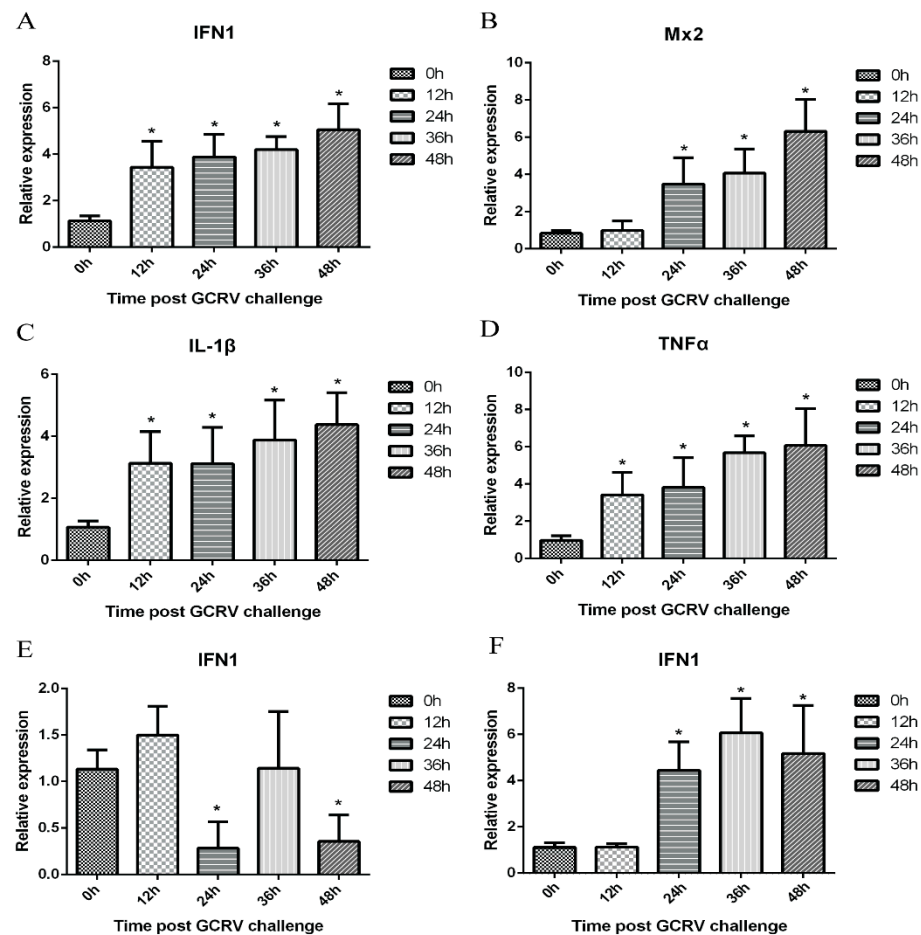 A
IFN1
Relative expression
8
6
4
2
0
*
*
*
*
0h
12h
24h
36h
48h
Time post GCRV challenge
0h
12h
24h
36h
48h
B
Mx2
Relative expression
10
8
6
4
2
0
*
*
*
0h
12h
24h
36h
48h
Time post GCRV challenge
0h
12h
24h
36h
48h
C
IL-1β
Relative expression
6
4
2
0
*
*
*
*
0h
12h
24h
36h
48h
Time post GCRV challenge
0h
12h
24h
36h
48h
D
TNFα
Relative expression
10
8
6
4
2
0
*
*
*
*
0h
12h
24h
36h
48h
Time post GCRV challenge
0h
12h
24h
36h
48h
E
IFN1
Relative expression
2.0
1.5
1.0
0.5
0.0
*
*
0h
12h
24h
36h
48h
Time post GCRV challenge
0h
12h
24h
36h
48h
F
IFN1
Relative expression
8
6
4
2
0
*
*
*
0h
12h
24h
36h
48h
Time post GCRV challenge
0h
12h
24h
36h
48h